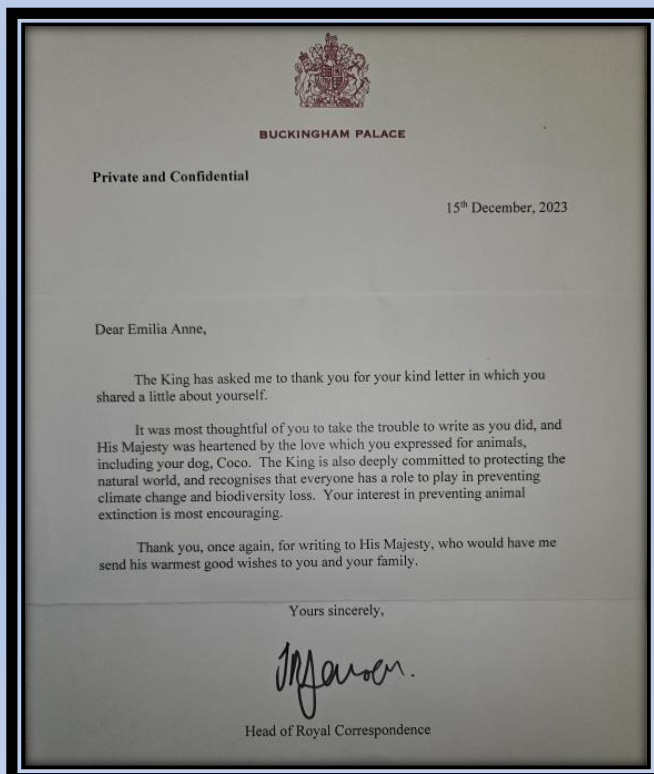 BUCKINGHAM PALACE
Private and Confidential
15th December, 2023
Dear Emilia Anne,
The King has asked me to thank you for your kind letter in which you
shared a little about yourself.
It was most thoughtful of you to take the trouble to write as you did, and
His Majesty was heartened by the love which you expressed for animals,
including your dog, Coco. The King is also deeply committed to protecting the
natural world, and recognises that everyone has a role to play in preventing
climate change and biodiversity loss. Your interest in preventing animal
extinction is most encouraging.
Thank you, once again, for writing to His Majesty, who would have me
send his warmest good wishes to you and your family.
Yours sincerely,
Head of Royal Correspondence